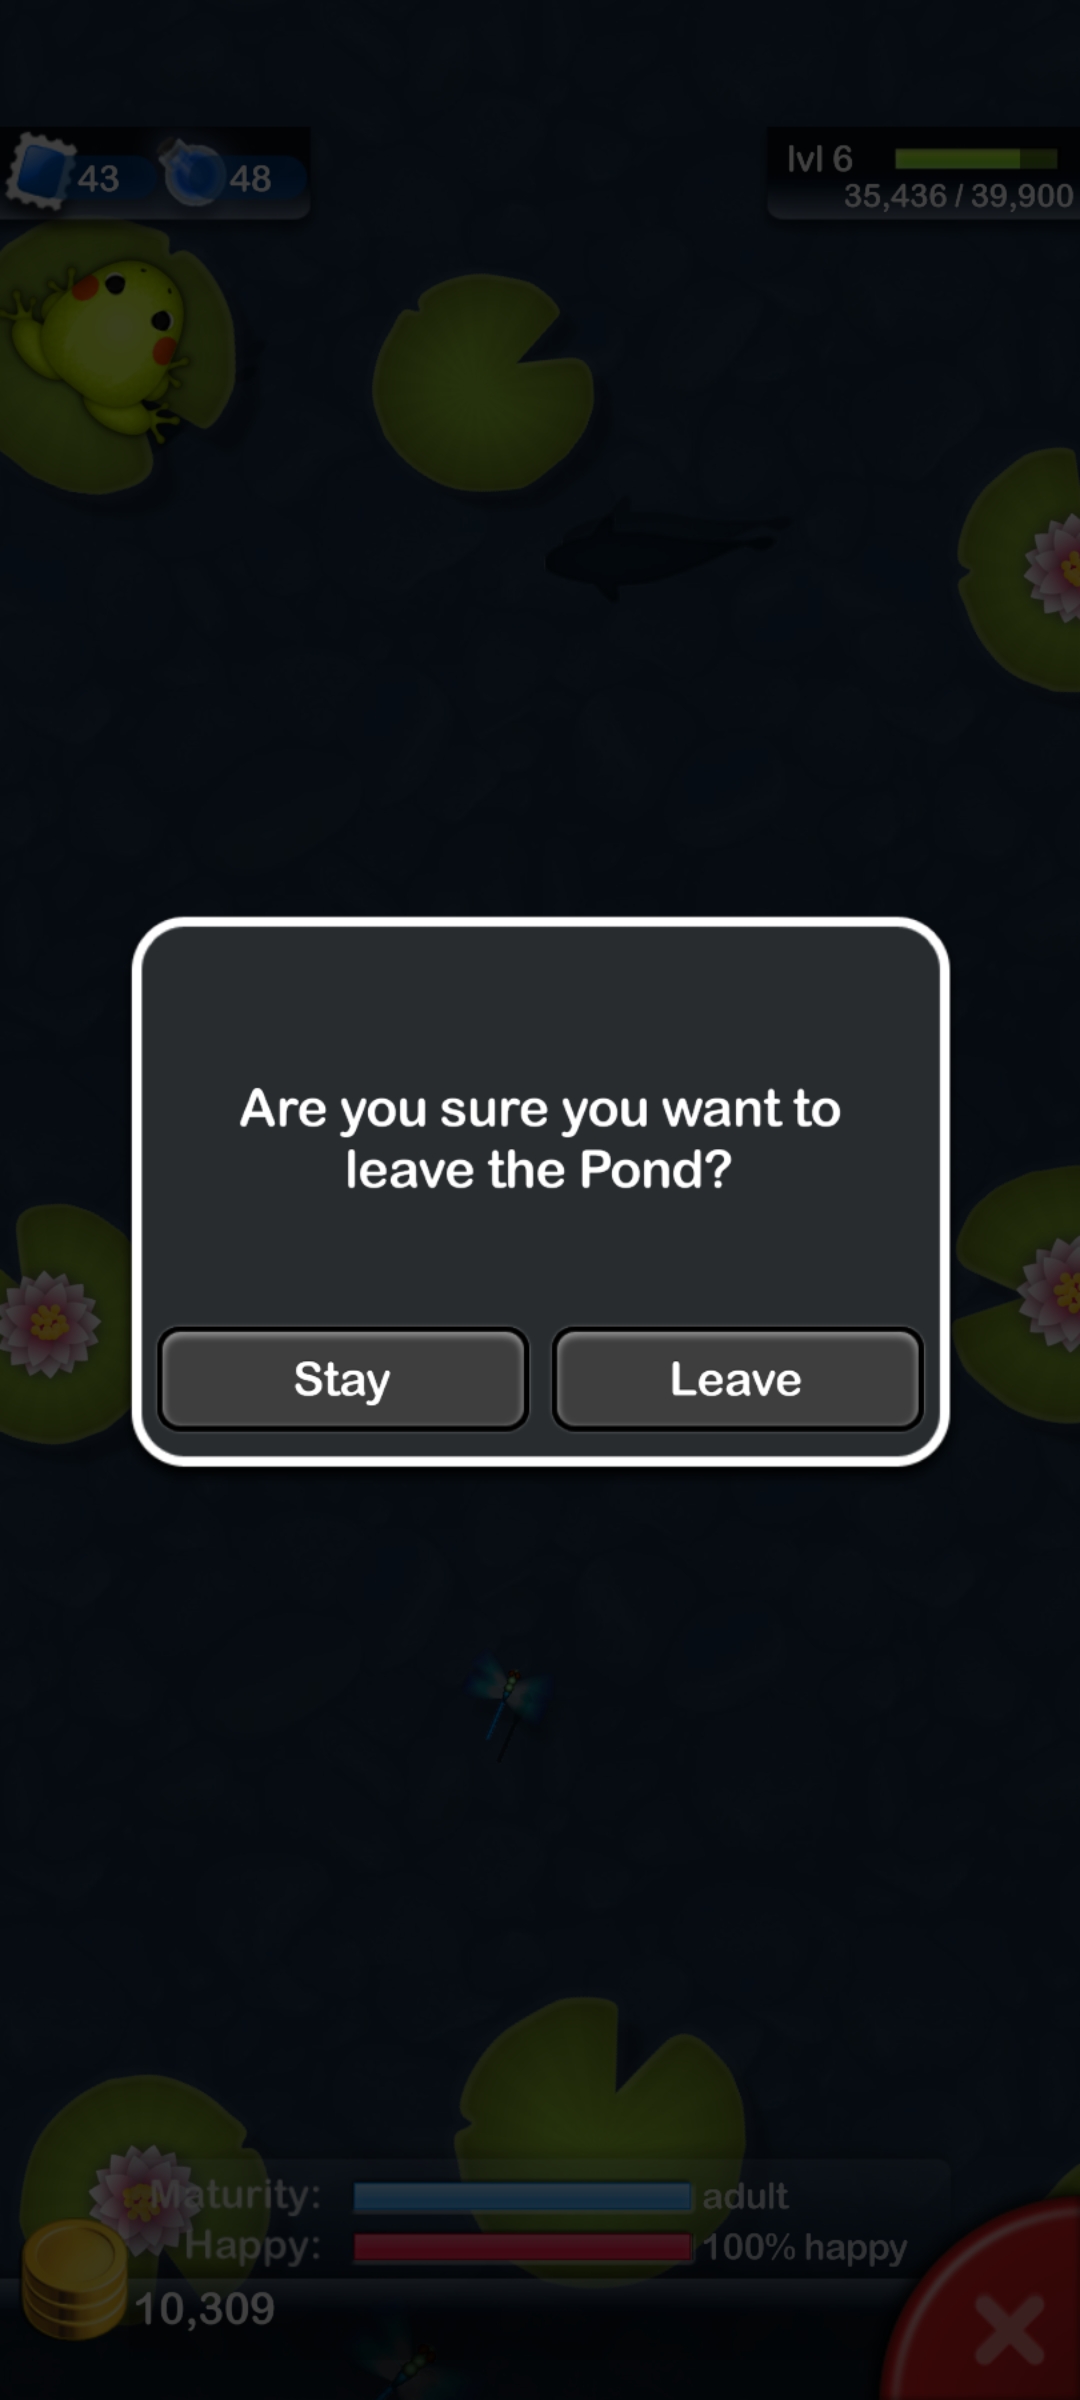 43
48
lvl 6
35,436 / 39,900
Are you sure you want to
leave the Pond?
Stay
Leave
Maturity:
adult
Happy:
100% happy
10,309